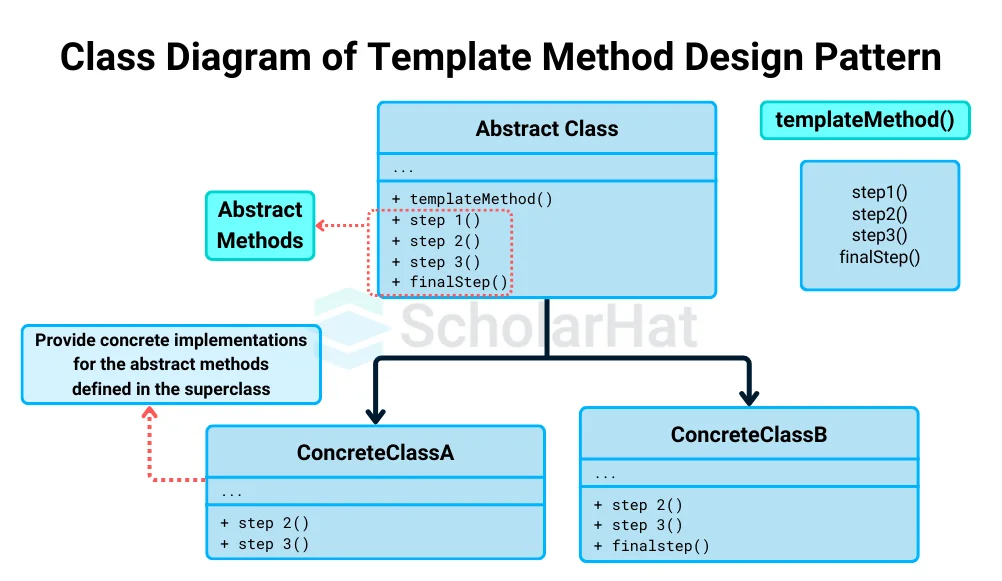 Class Diagram of Template Method Design Pattern
Abstract Class
...
+ templateMethod()
+ step 1()
+ step 2()
+ step 3()
+ finalStep()
templateMethod()
step1()
step2()
step3()
finalStep()
Abstract
Methods
ScholarHat
Provide concrete implementations
for the abstract methods
defined in the superclass
ConcreteClassA
...
+ step 2()
+ step 3()
ConcreteClassB
...
+ step 2()
+ step 3()
+ finalstep()